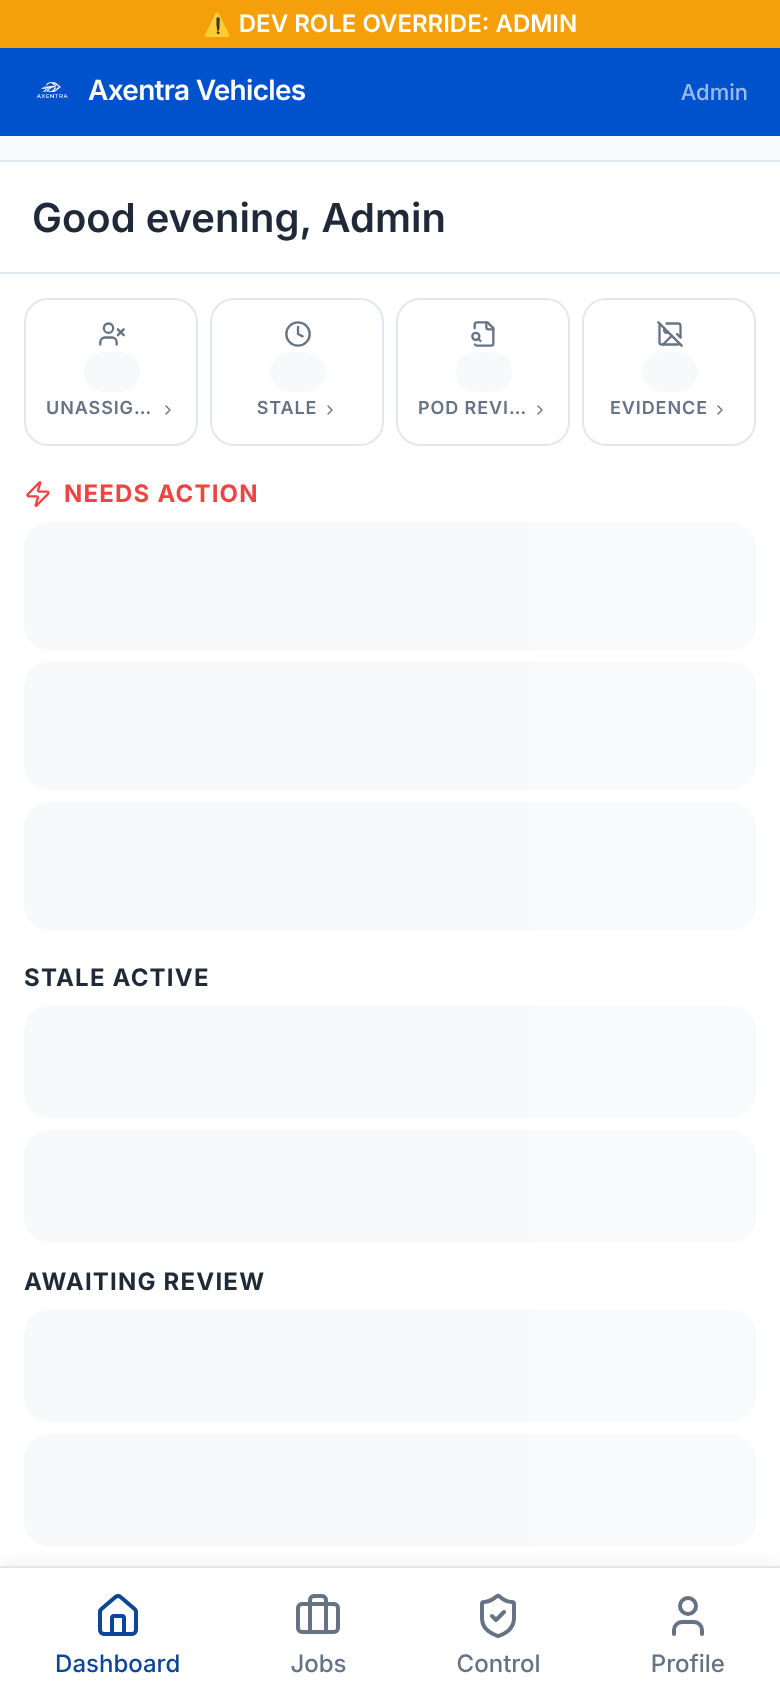 ⚠️ DEV ROLE OVERRIDE: ADMIN
AXENTRA
Axentra Vehicles
Admin
Good evening, Admin
UNASSIG...
STALE
POD REVI...
EVIDENCE
NEEDS ACTION
STALE ACTIVE
AWAITING REVIEW
Dashboard
Jobs
Control
Profile